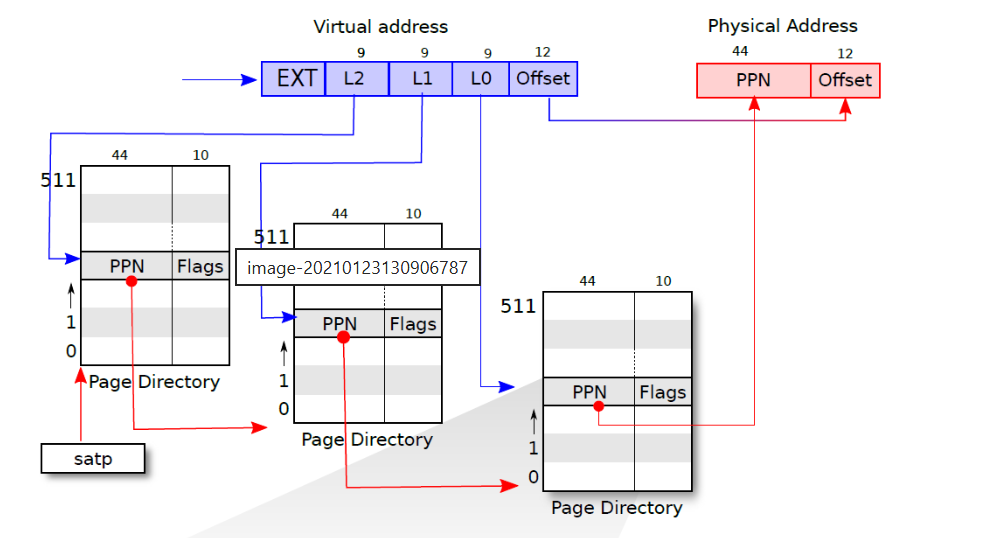 Virtual address
Physical Address
9 9 9 12
44 12
EXT L2 L1 L0 Offset
PPN Offset
44 10
511
PPN Flags
1
0
Page Directory
satp
44 10
511
image-20210123130906787
PPN Flags
1
0
Page Directory
44 10
511
PPN Flags
1
0
Page Directory